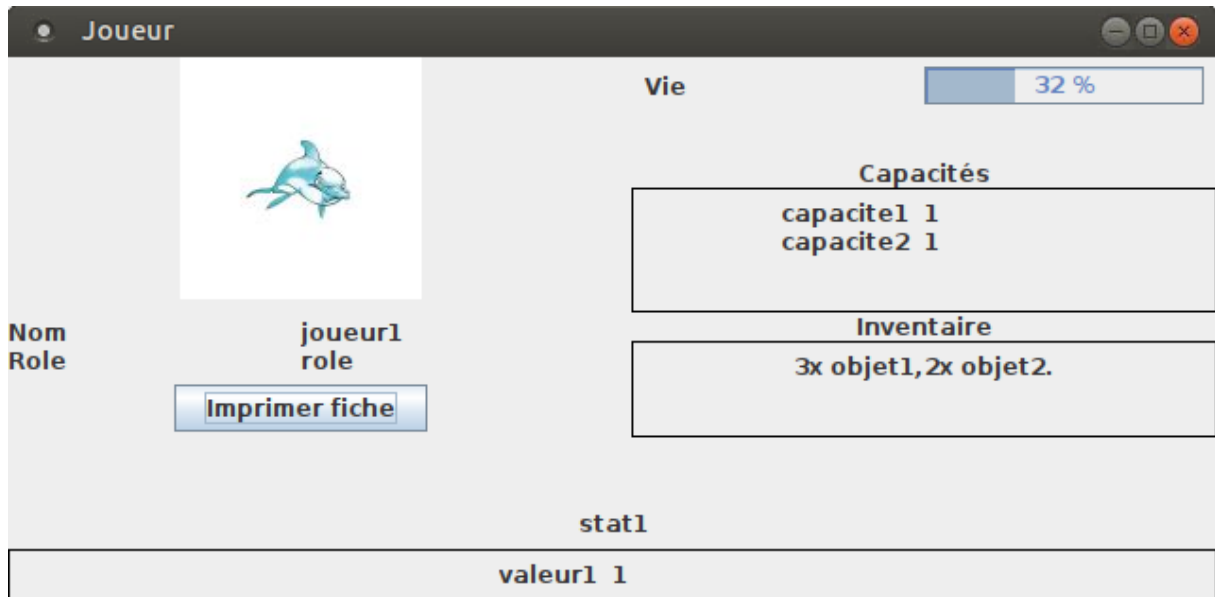 Joueur
Vie
32 %
Capacités
capacite1 1
capacite2 1
Nom joueur1
Role role
Imprimer fiche
Inventaire
3x objet1,2x objet2.
stat1
valeur1 1